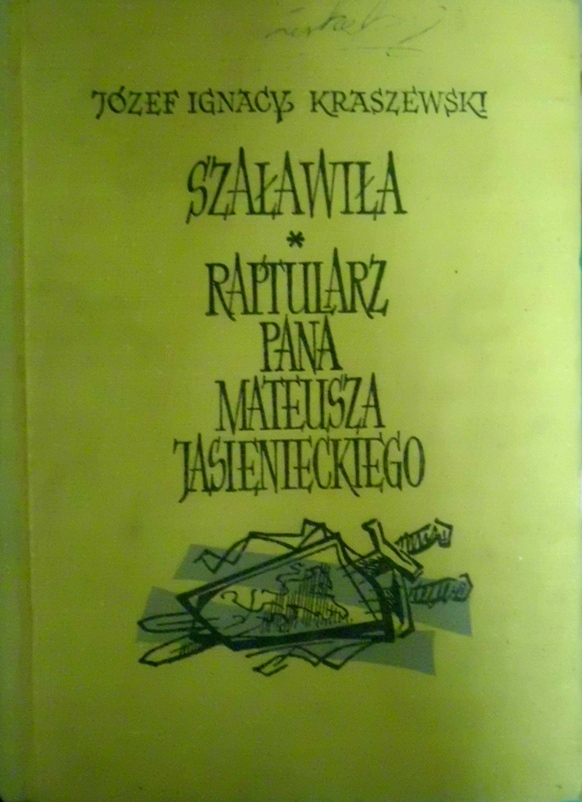 JÓZEF IGNACY KRASZEWSKI
SZAŁAWIŁA
*
RAPTULARZ
PANA
MATEUSZA
JASIENIECKIEGO